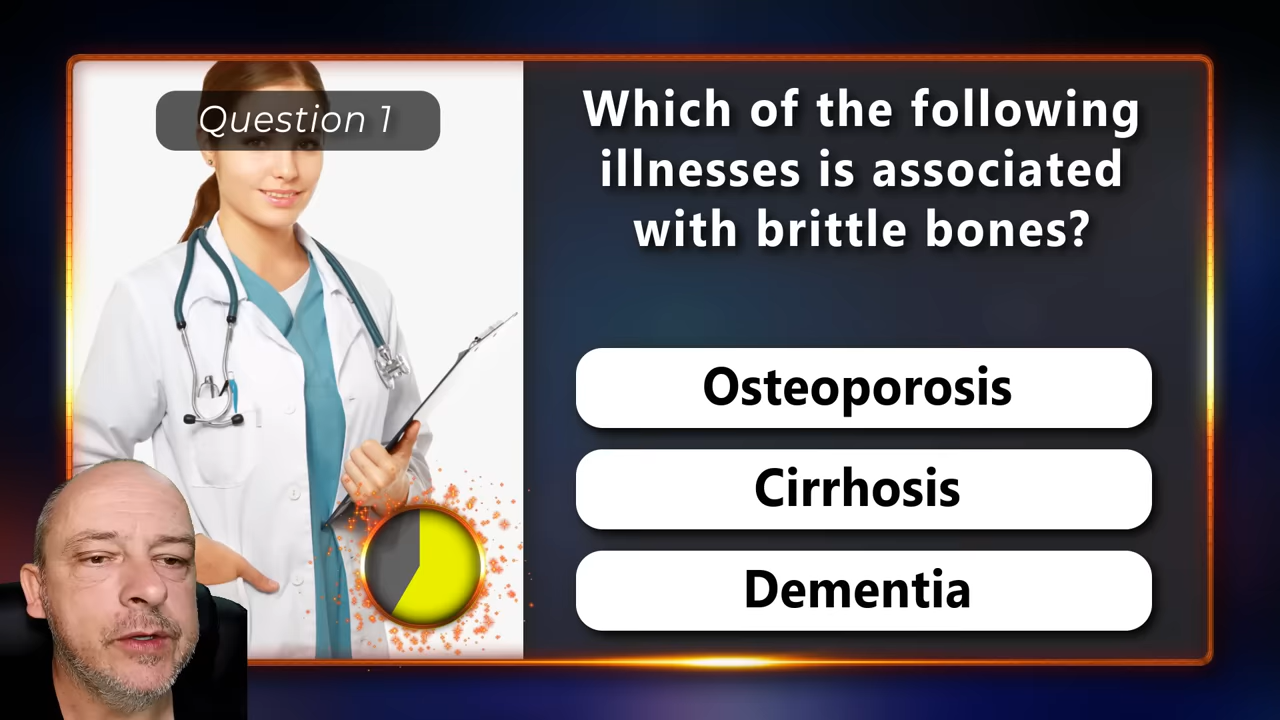 Question 1
Which of the following
illnesses is associated
with brittle bones?
Osteoporosis
Cirrhosis
Dementia